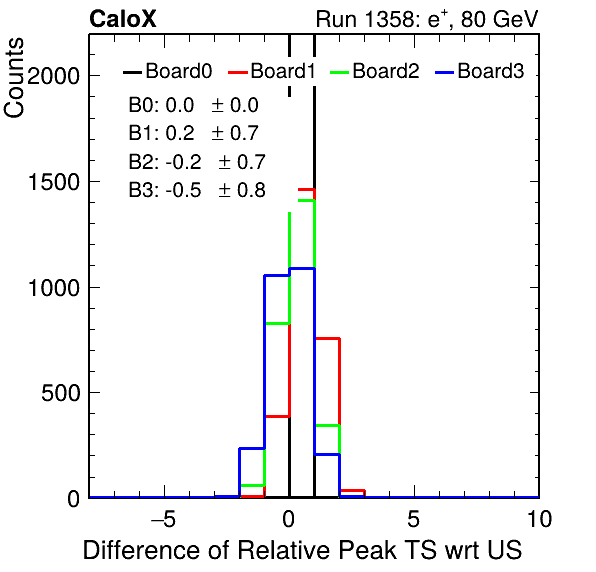 CaloX Run 1358: e⁺, 80 GeV
Counts
Board0 Board1 Board2 Board3
B0: 0.0 ± 0.0
B1: 0.2 ± 0.7
B2: -0.2 ± 0.7
B3: -0.5 ± 0.8
2000
1500
1000
500
0
−5 0 5 10
Difference of Relative Peak TS wrt US